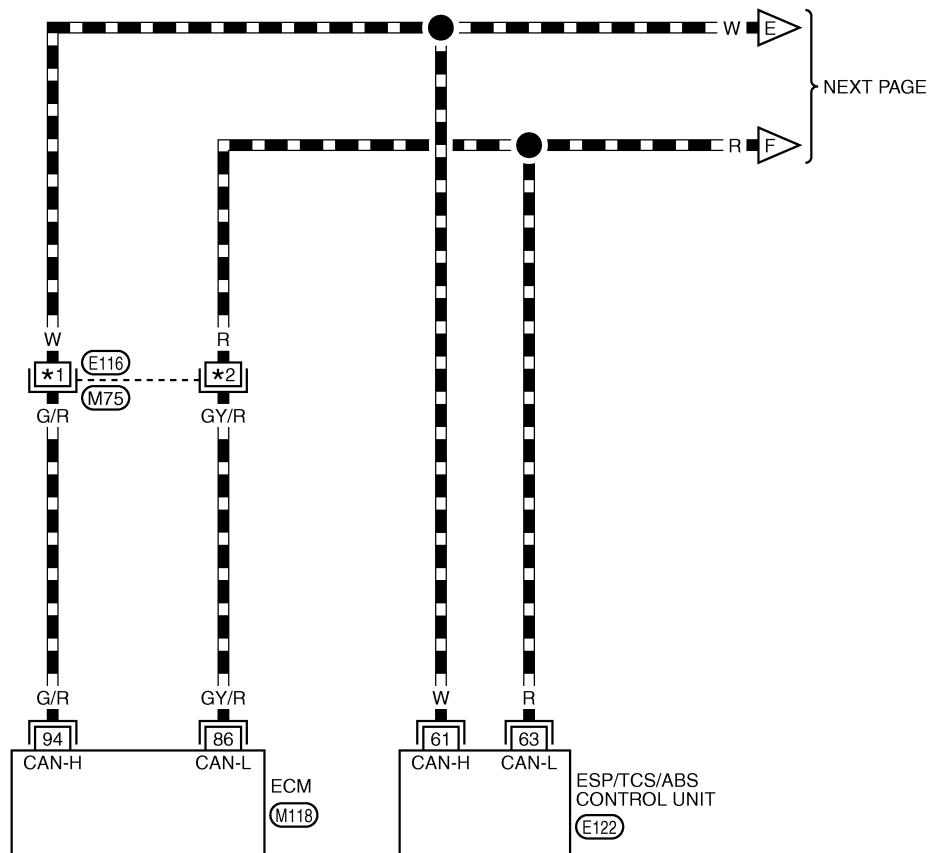 W E
NEXT PAGE
R F
W R
★1 E116 ★2
M75
G/R GY/R
G/R GY/R W R
94 86 61 63
CAN-H CAN-L CAN-H CAN-L
ECM
M118
ESP/TCS/ABS
CONTROL UNIT
E122